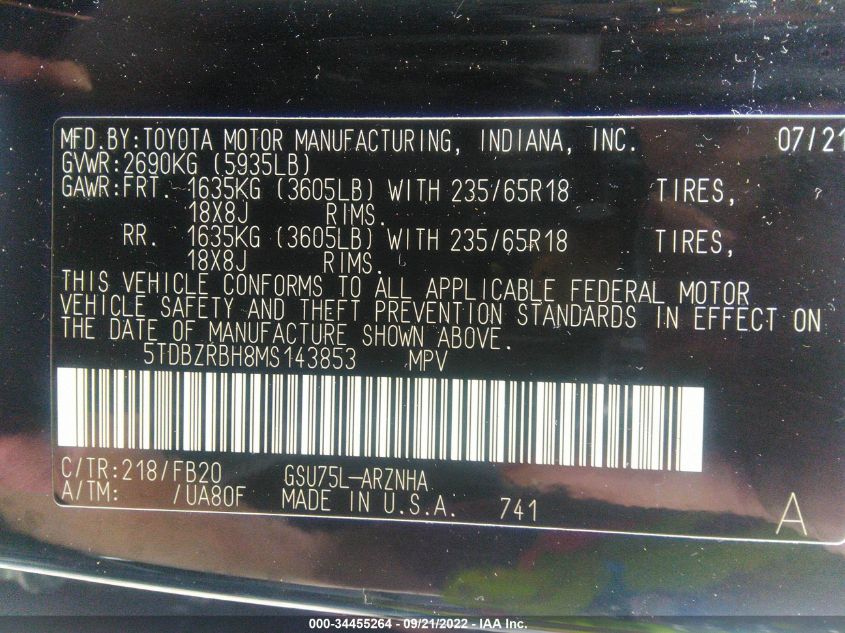 MFD.BY:TOYOTA MOTOR MANUFACTURING, INDIANA, INC. 07/21
GVWR:2690KG (5935LB)
GAWR:FRT. 1635KG (3605LB) WITH 235/65R18 TIRES,
18X8J RIMS.
RR. 1635KG (3605LB) WITH 235/65R18 TIRES,
18X8J RIMS.
THIS VEHICLE CONFORMS TO ALL APPLICABLE FEDERAL MOTOR
VEHICLE SAFETY AND THEFT PREVENTION STANDARDS IN EFFECT ON
THE DATE OF MANUFACTURE SHOWN ABOVE.
5TDBZRBH8MS143853 MPV
C/TR:218/FB20 GSU75L-ARZNHA
A/TM: /UA80F MADE IN U.S.A. 741
A
000-34455264 - 09/21/2022 - IAA Inc.